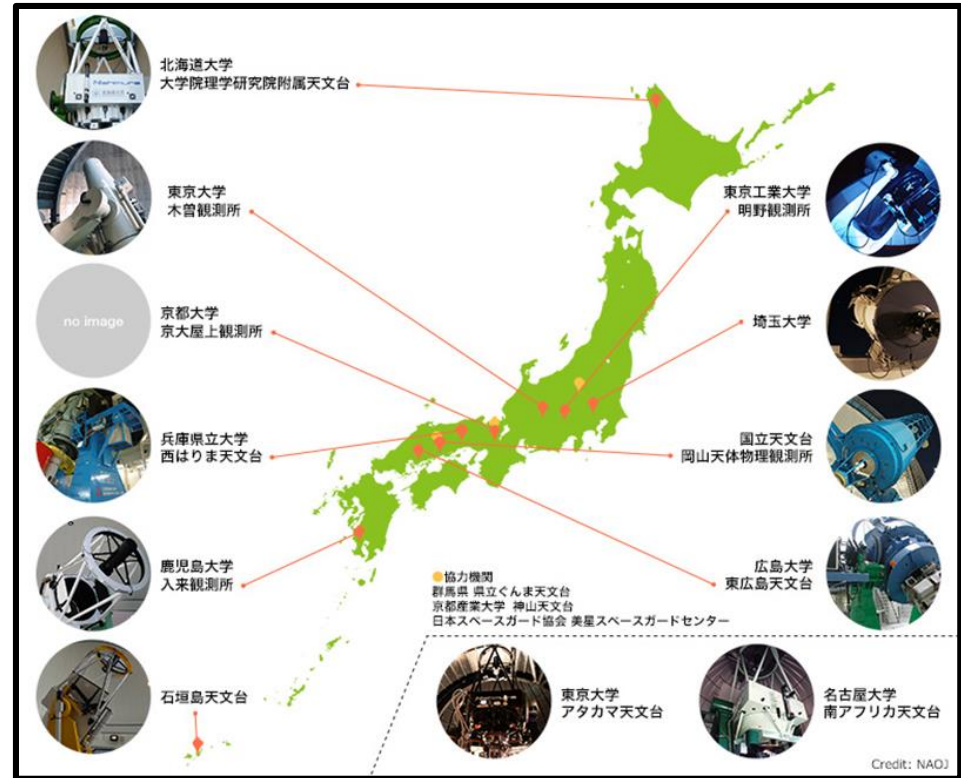 北海道大学
大学院理学研究院附属天文台
東京大学
木曽観測所
東京工業大学
明野観測所
no image
京都大学
京大屋上観測所
埼玉大学
兵庫県立大学
西はりま天文台
国立天文台
岡山天体物理観測所
鹿児島大学
入来観測所
広島大学
東広島天文台
協力機関
群馬県 県立ぐんま天文台
京都産業大学 神山天文台
日本スペースガード協会 美星スペースガードセンター
石垣島天文台
東京大学
アタカマ天文台
名古屋大学
南アフリカ天文台
Credit: NAOJ